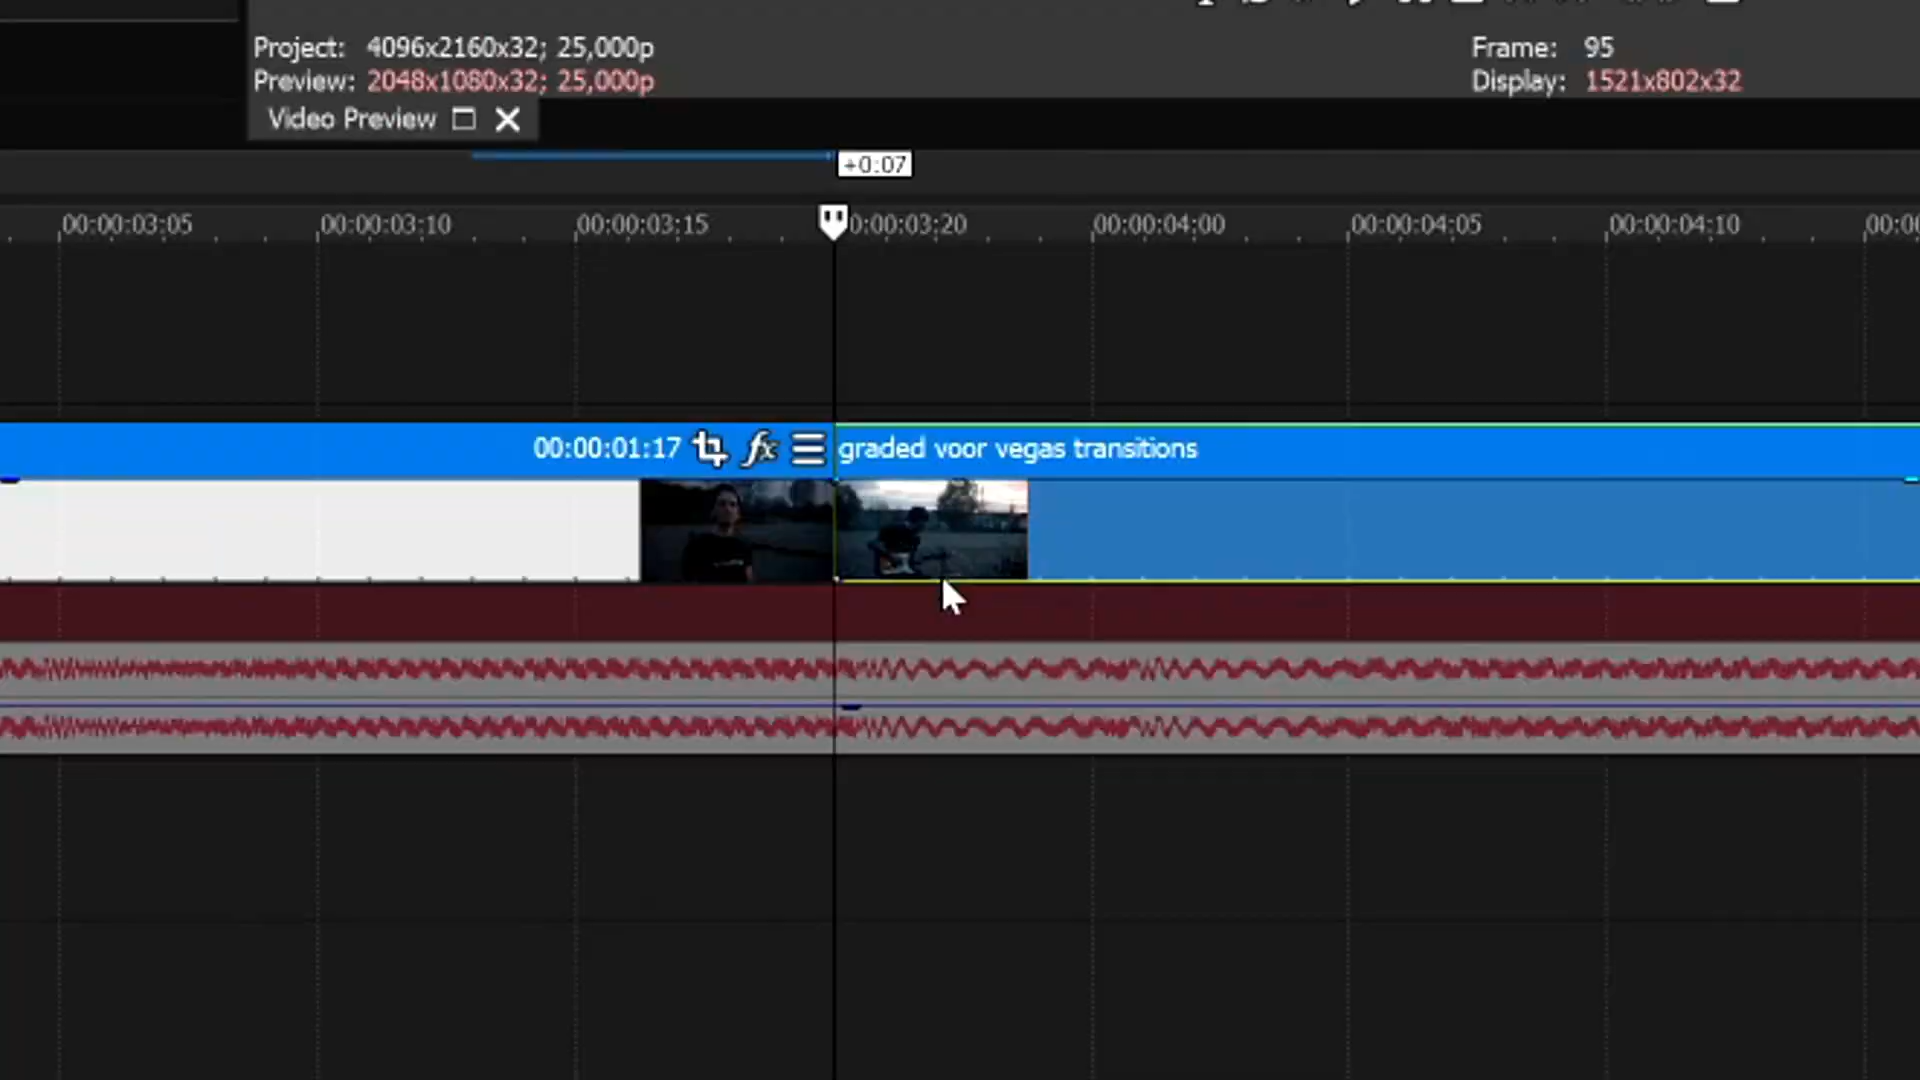 Project: 4096x2160x32; 25,000p
Frame: 95
Preview: 2048x1080x32; 25,000p
Display: 1521x802x32
Video Preview
+0:07
00:00:03:05 00:00:03:10 00:00:03:15 0:00:03:20 00:00:04:00 00:00:04:05 00:00:04:10 00:00
00:00:01:17 fx graded voor vegas transitions